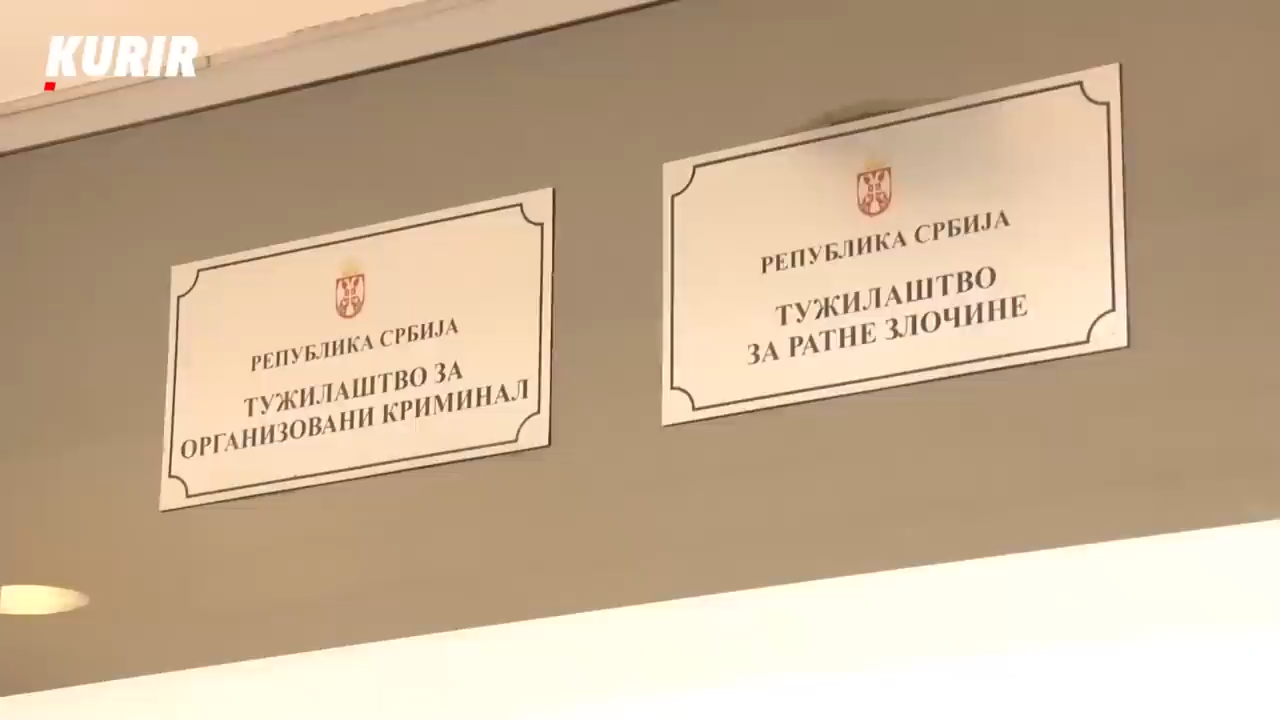 KURIR
РЕПУБЛИКА СРБИЈА
ТУЖИЛАШТВО ЗА
ОРГАНИЗОВАНИ КРИМИНАЛ
РЕПУБЛИКА СРБИЈА
ТУЖИЛАШТВО
ЗА РАТНЕ ЗЛОЧИНЕ